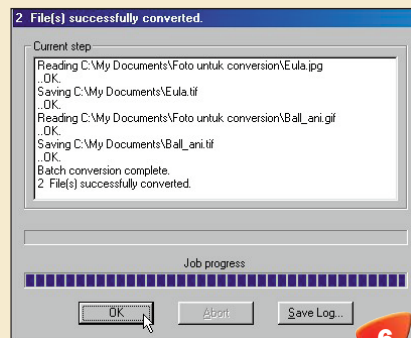 2 File(s) successfully converted.
Current step
Reading C:\My Documents\Foto untuk conversion\Eula.jpg
..OK.
Saving C:\My Documents\Eula.tif
..OK.
Reading C:\My Documents\Foto untuk conversion\Ball_ani.gif
..OK.
Saving C:\My Documents\Ball_ani.tif
..OK.
Batch conversion complete.
2 File(s) successfully converted.
Job progress
OK Abort Save Log...
6